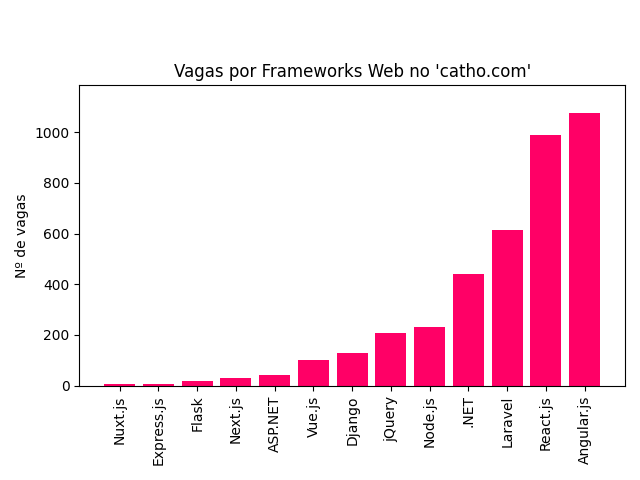 Vagas por Frameworks Web no 'catho.com'
Nº de vagas
1000
800
600
400
200
0
Nuxt.js
Express.js
Flask
Next.js
ASP.NET
Vue.js
Django
jQuery
Node.js
.NET
Laravel
React.js
Angular.js